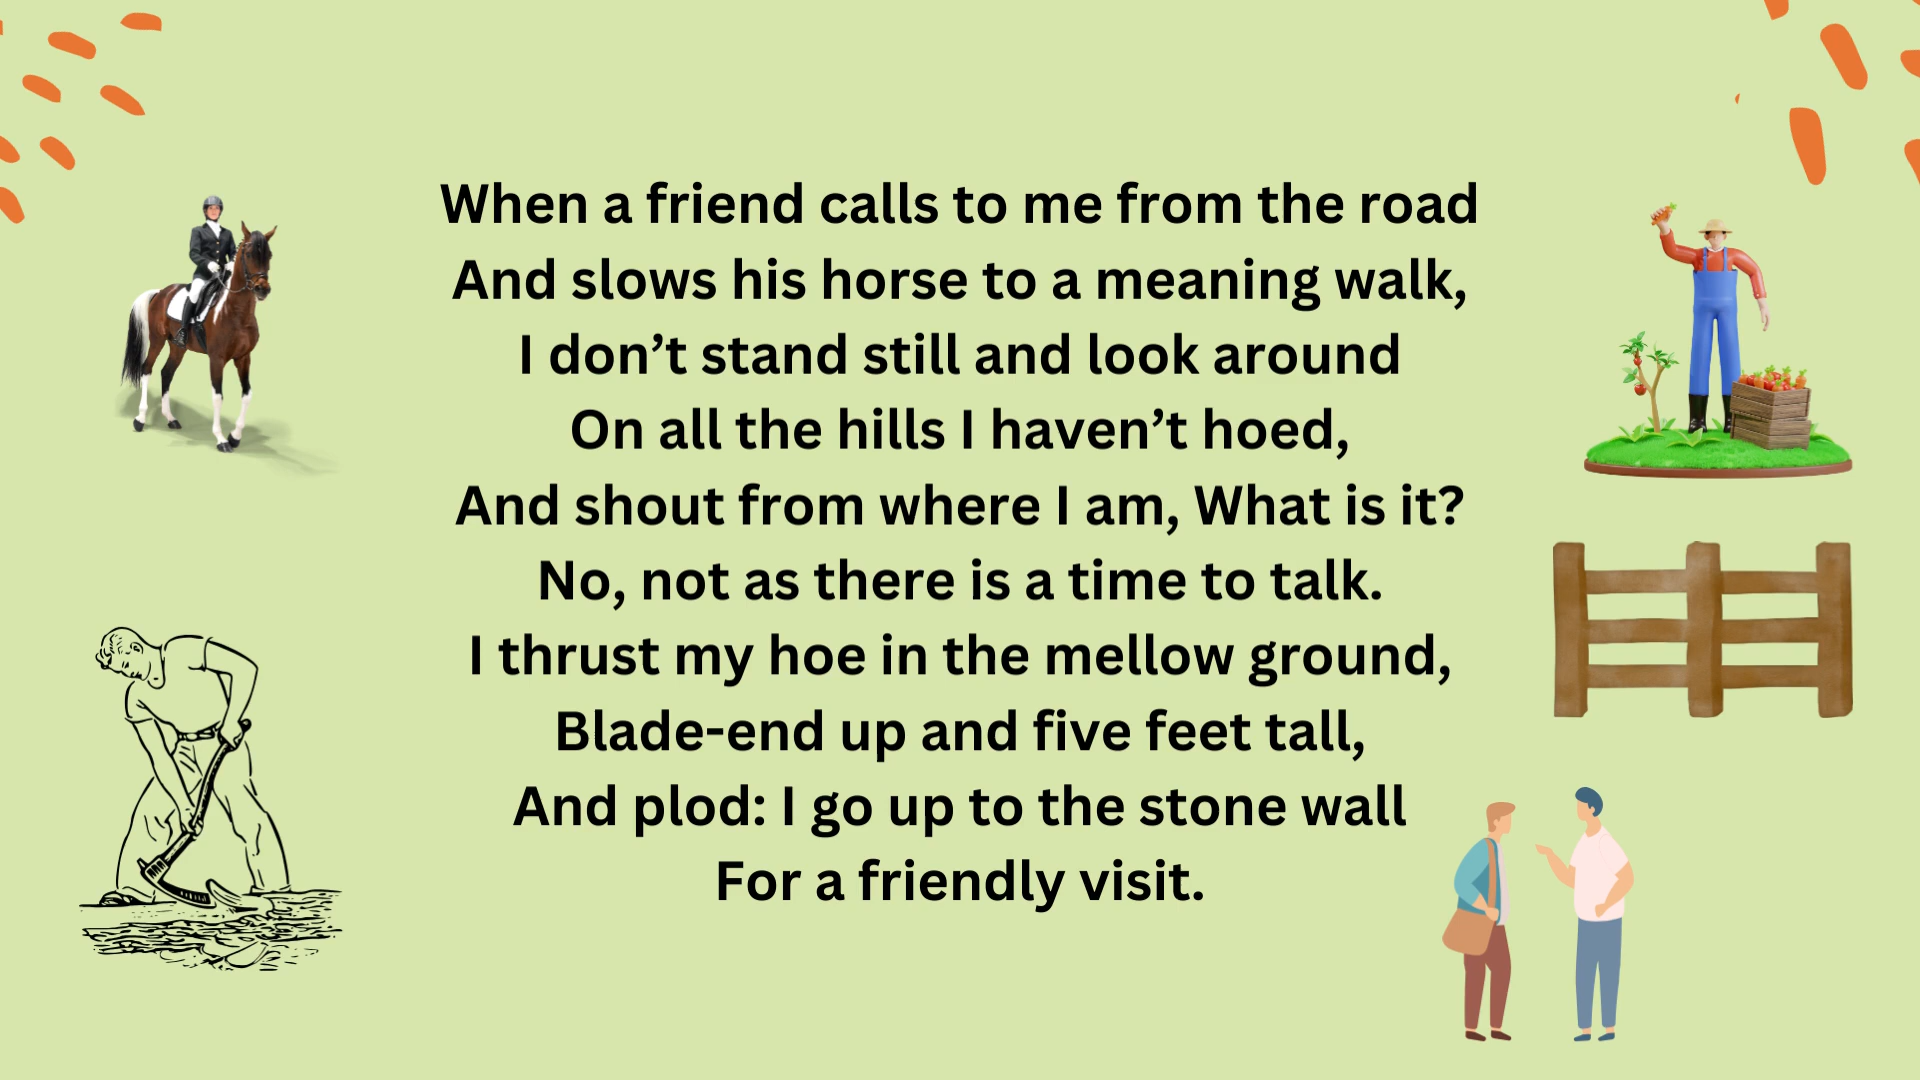 When a friend calls to me from the road
And slows his horse to a meaning walk,
I don’t stand still and look around
On all the hills I haven’t hoed,
And shout from where I am, What is it?
No, not as there is a time to talk.
I thrust my hoe in the mellow ground,
Blade-end up and five feet tall,
And plod: I go up to the stone wall
For a friendly visit.